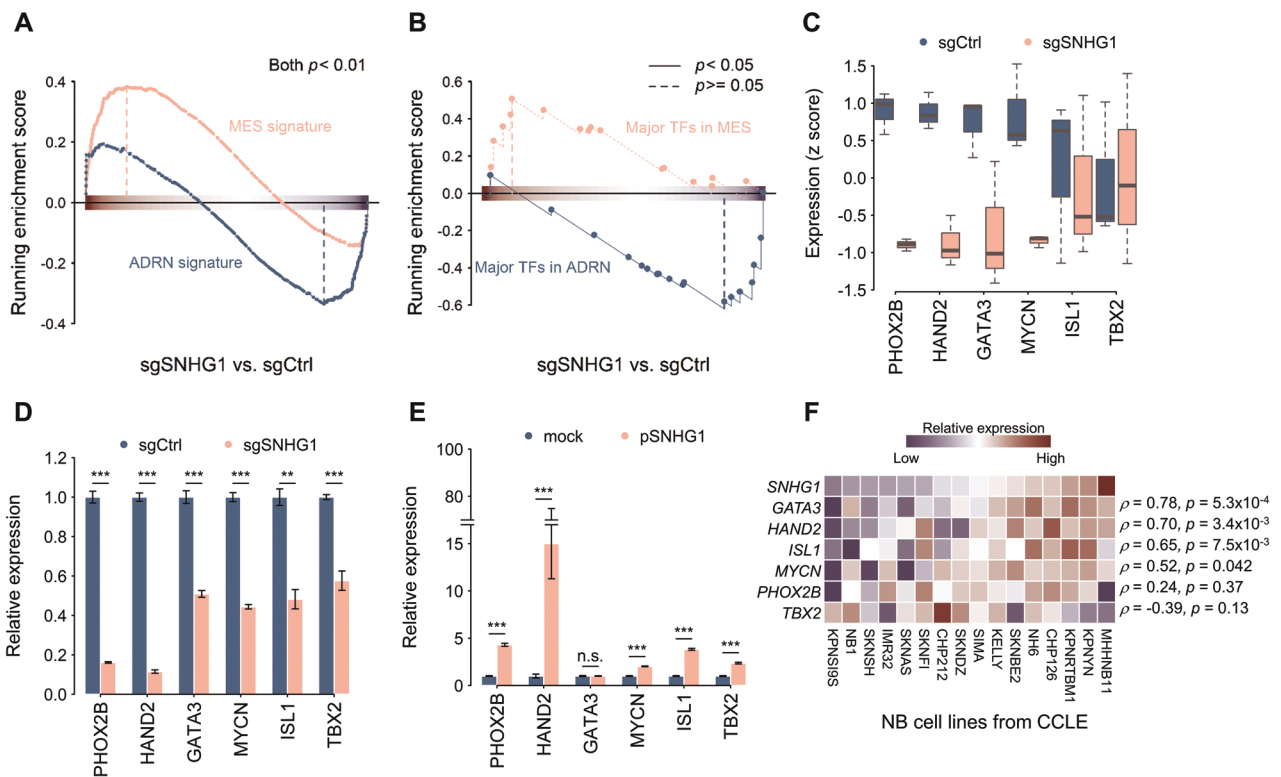 A
Both p< 0.01
Running enrichment score
0.4
0.2
0.0
-0.2
-0.4
MES signature
ADRN signature
sgSNHG1 vs. sgCtrl
B
p< 0.05
p>= 0.05
Running enrichment score
0.6
0.4
0.2
0.0
-0.2
-0.4
-0.6
Major TFs in MES
Major TFs in ADRN
sgSNHG1 vs. sgCtrl
C
sgCtrl
sgSNHG1
Expression (z score)
1.5
1.0
0.5
0.0
-0.5
-1.0
-1.5
PHOX2B
HAND2
GATA3
MYCN
ISL1
TBX2
D
sgCtrl
sgSNHG1
Relative expression
1.2
1.0
0.8
0.6
0.4
0.2
0.0
*** *** *** *** ** ***
PHOX2B
HAND2
GATA3
MYCN
ISL1
TBX2
E
mock
pSNHG1
Relative expression
100
80
15
10
5
0
*** *** n.s. *** *** ***
PHOX2B
HAND2
GATA3
MYCN
ISL1
TBX2
F
Relative expression
Low High
SNHG1
GATA3 ρ = 0.78, p = 5.3x10-4
HAND2 ρ = 0.70, p = 3.4x10-3
ISL1 ρ = 0.65, p = 7.5x10-3
MYCN ρ = 0.52, p = 0.042
PHOX2B ρ = 0.24, p = 0.37
TBX2 ρ = -0.39, p = 0.13
KPNSI9S
NB1
SKNSH
IMR32
SKNAS
SKNFI
CHP212
SKNDZ
SIMA
KELLY
SKNBE2
NH6
CHP126
KPNRTBM1
KPNYN
MHHNB11
NB cell lines from CCLE